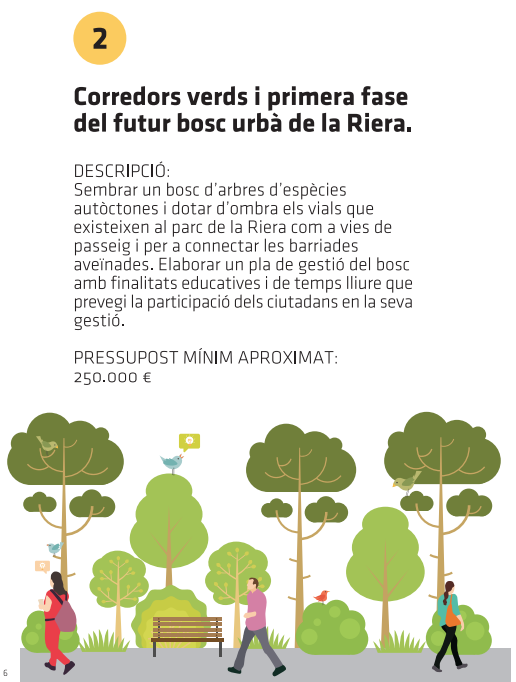 2
Corredors verds i primera fase
del futur bosc urbà de la Riera.
DESCRIPCIÓ:
Sembrar un bosc d'arbres d'espècies
autòctones i dotar d'ombra els vials que
existeixen al parc de la Riera com a vies de
passeig i per a connectar les barriades
aveïnades. Elaborar un pla de gestió del bosc
amb finalitats educatives i de temps lliure que
prevegi la participació dels ciutadans en la seva
gestió.
PRESSUPOST MÍNIM APROXIMAT:
250.000 €
6